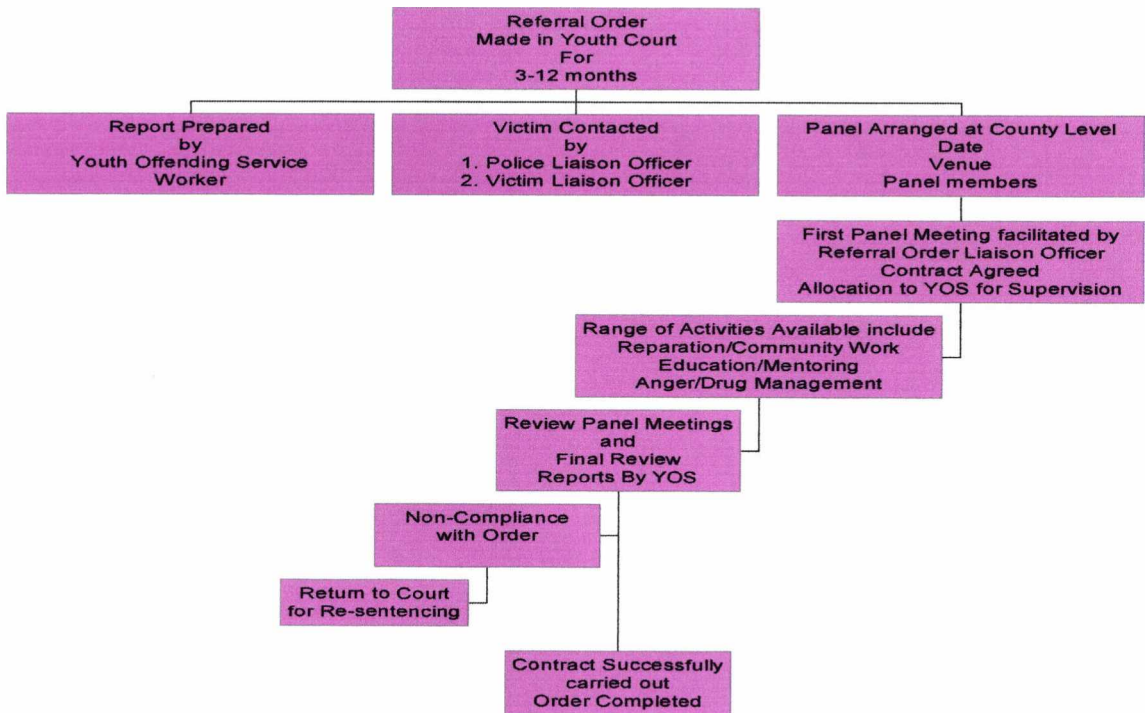 Referral Order
Made in Youth Court
For
3-12 months
Report Prepared
by
Youth Offending Service
Worker
Victim Contacted
by
1. Police Liaison Officer
2. Victim Liaison Officer
Panel Arranged at County Level
Date
Venue
Panel members
First Panel Meeting facilitated by
Referral Order Liaison Officer
Contract Agreed
Allocation to YOS for Supervision
Range of Activities Available include
Reparation/Community Work
Education/Mentoring
Anger/Drug Management
Review Panel Meetings
and
Final Review
Reports By YOS
Non-Compliance
with Order
Return to Court
for Re-sentencing
Contract Successfully
carried out
Order Completed